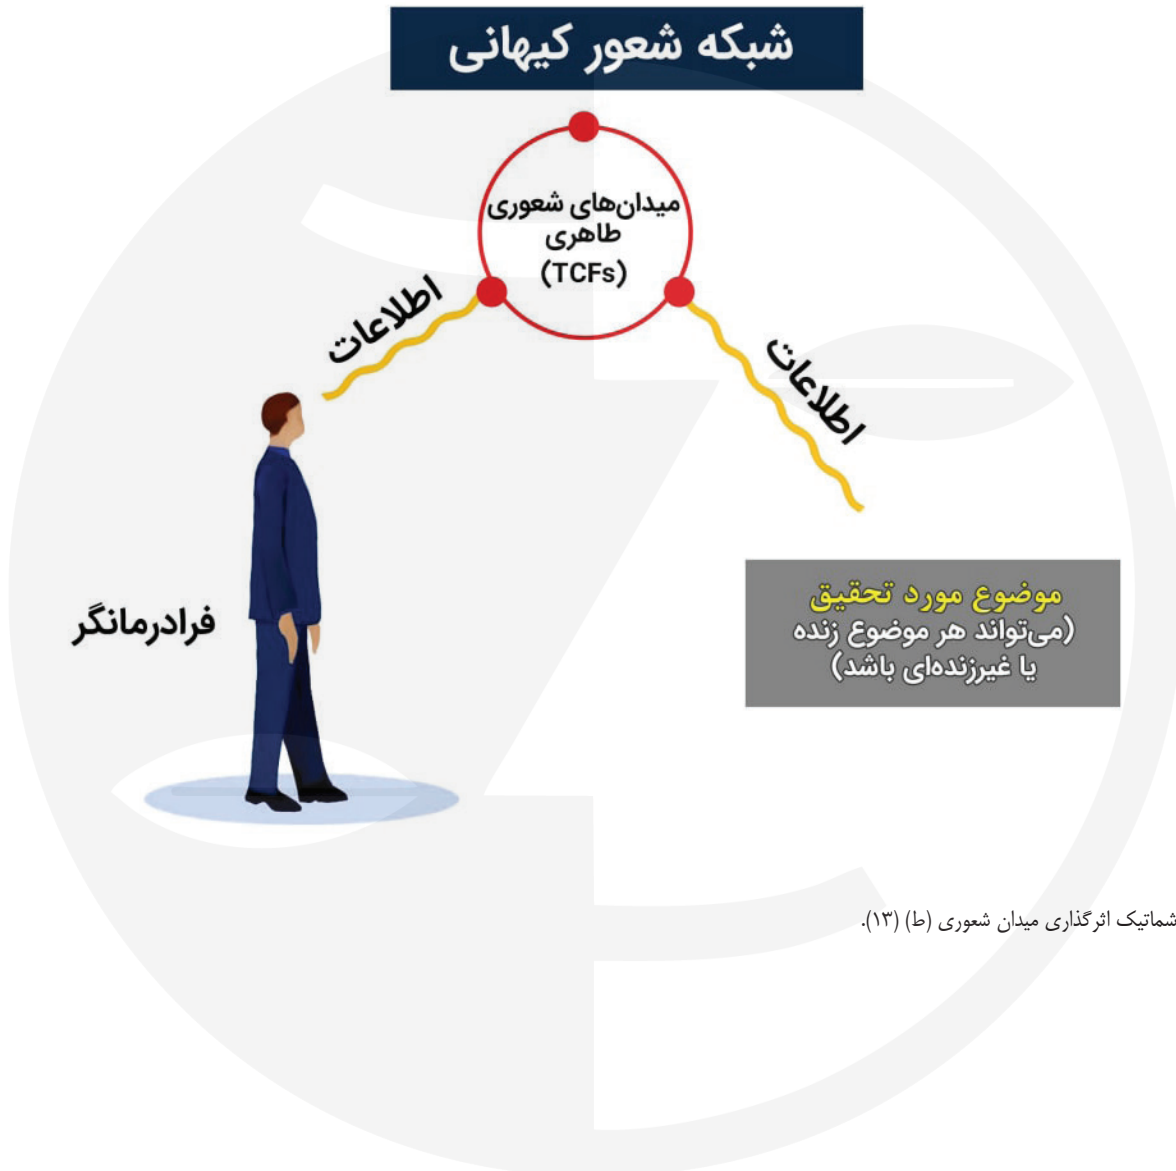 شبکه شعور کیهانی
میدان‌های شعوری
طاهری
(TCFs)
اطلاعات
اطلاعات
فرادرمانگر
موضوع مورد تحقیق
(می‌تواند هر موضوع زنده
یا غیرزنده‌ای باشد)
شماتیک اثرگذاری میدان شعوری (ط) (۱۳).